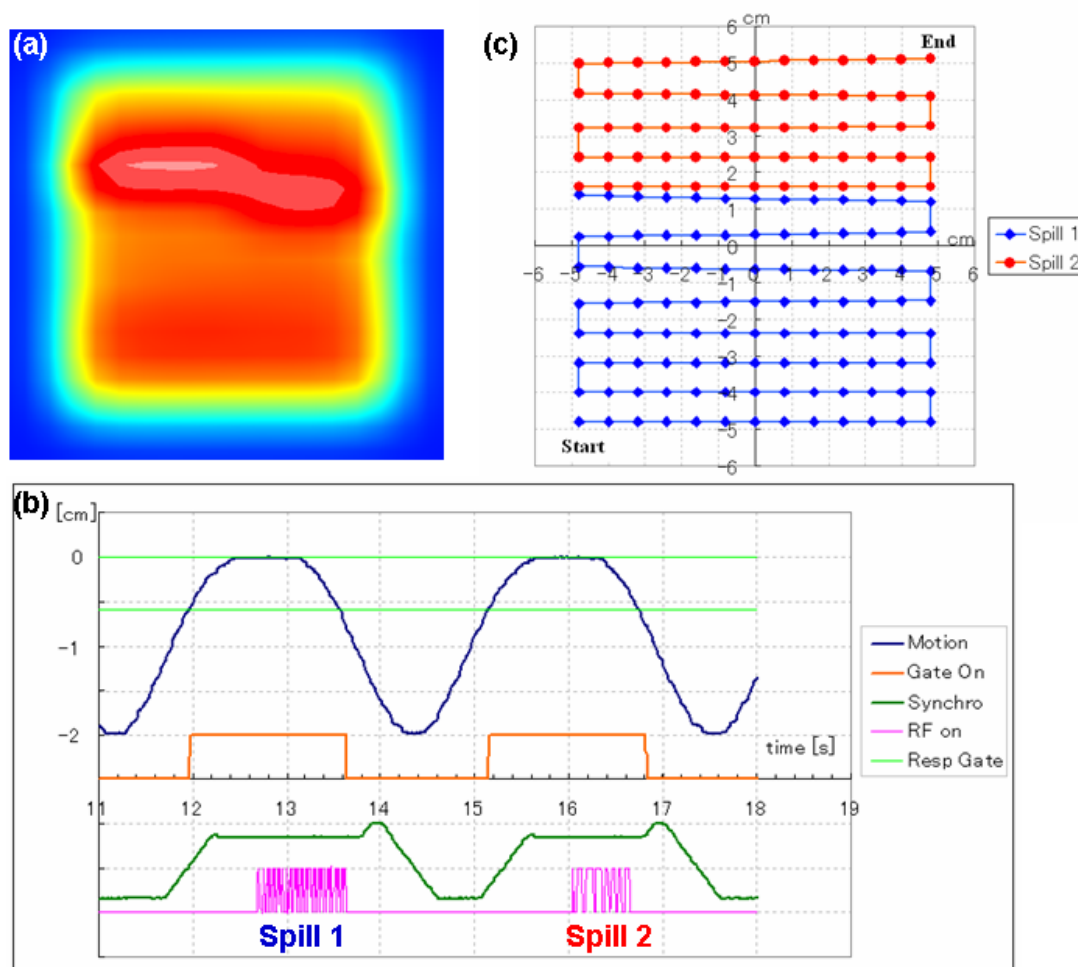 (a)
(c)
cm
6
5
4
3
2
1
0
-1
-2
-3
-4
-5
-6
-6 -5 -4 -3 -2 -1 0 1 2 3 4 5 6
cm
End
Start
Spill 1
Spill 2
(b)
[cm]
0
-1
-2
time [s]
11 12 13 14 15 16 17 18 19
Motion
Gate On
Synchro
RF on
Resp Gate
Spill 1
Spill 2